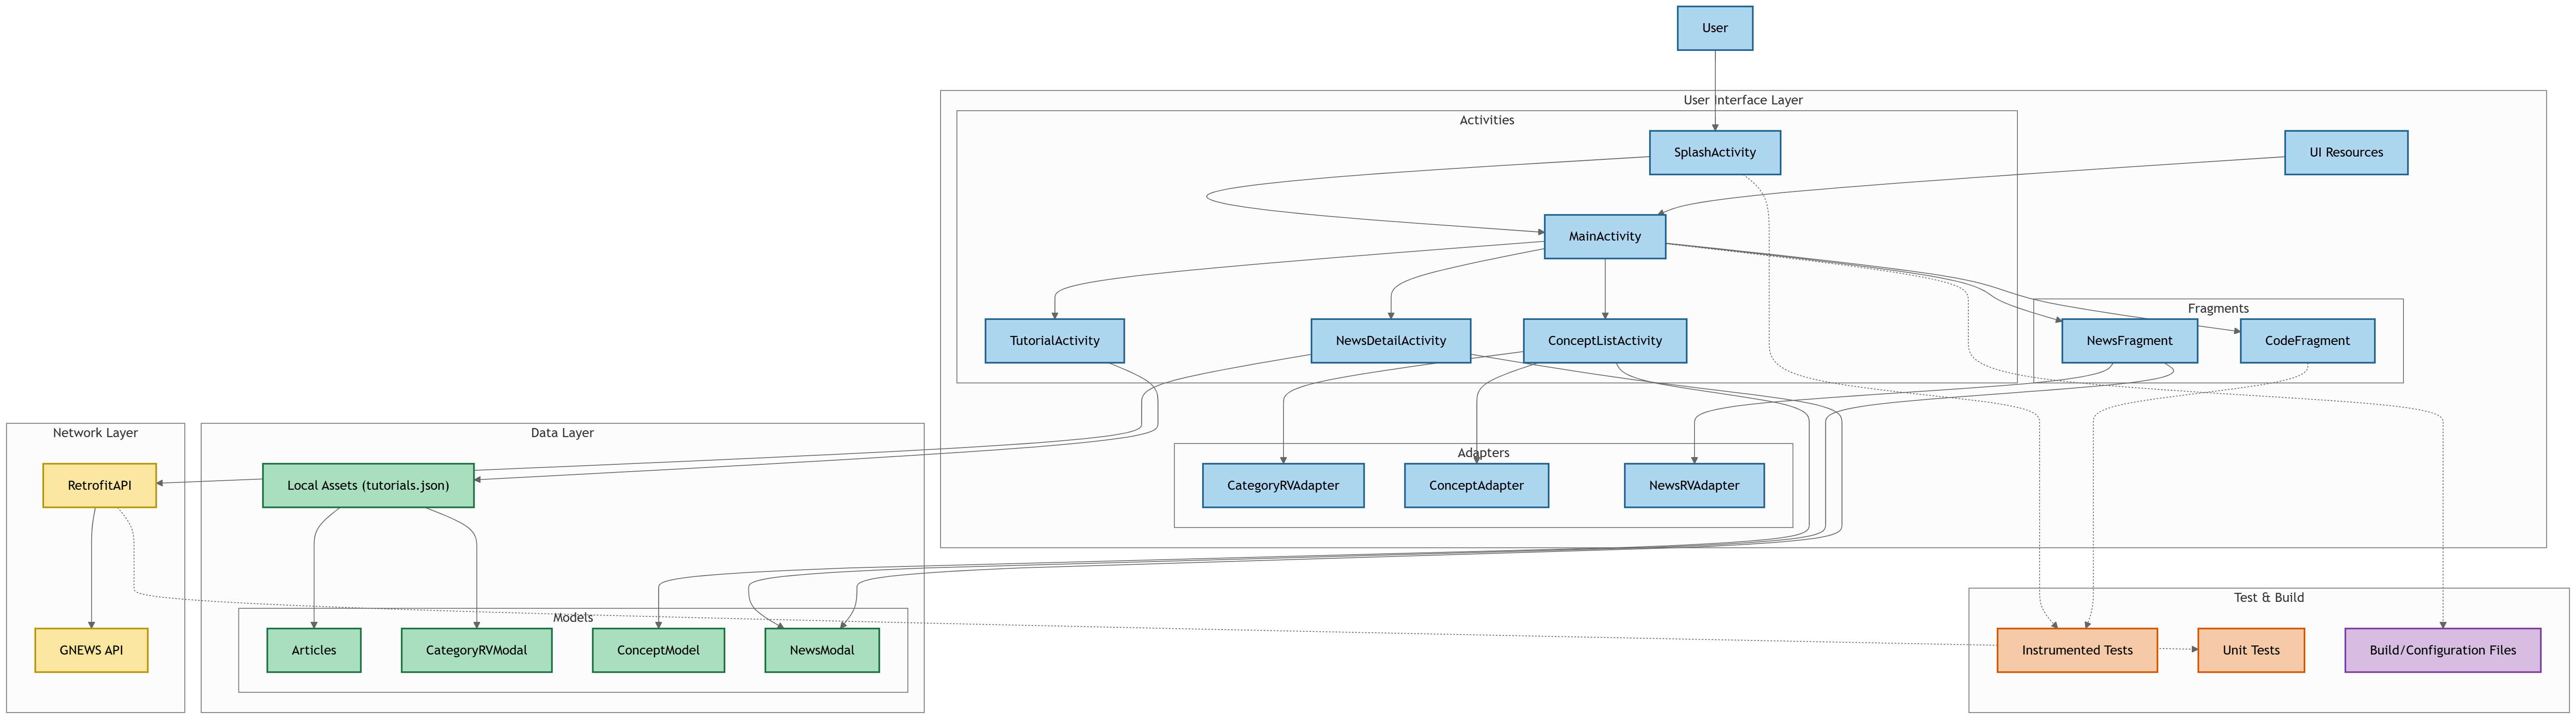 User
User Interface Layer
Activities
SplashActivity
UI Resources
MainActivity
Fragments
TutorialActivity
NewsDetailActivity
ConceptListActivity
NewsFragment
CodeFragment
Network Layer
Data Layer
Adapters
RetrofitAPI
Local Assets (tutorials.json)
CategoryRVAdapter
ConceptAdapter
NewsRVAdapter
Test & Build
Models
GNEWS API
Articles
CategoryRVModal
ConceptModel
NewsModal
Instrumented Tests
Unit Tests
Build/Configuration Files